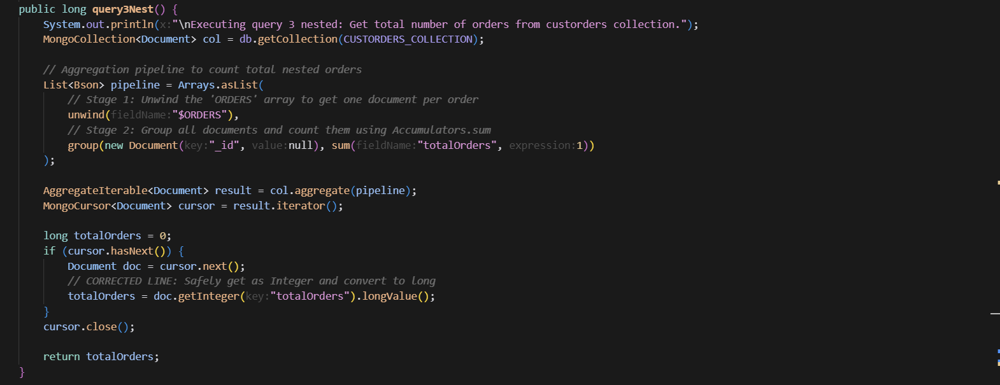 public long query3Nest() {
System.out.println(x:"\nExecuting query 3 nested: Get total number of orders from custorders collection.");
MongoCollection<Document> col = db.getCollection(CUSTORDERS_COLLECTION);
// Aggregation pipeline to count total nested orders
List<Bson> pipeline = Arrays.asList(
// Stage 1: Unwind the 'ORDERS' array to get one document per order
unwind(fieldName:"$ORDERS"),
// Stage 2: Group all documents and count them using Accumulators.sum
group(new Document(key:"_id", value:null), sum(fieldName:"totalOrders", expression:1))
);
AggregateIterable<Document> result = col.aggregate(pipeline);
MongoCursor<Document> cursor = result.iterator();
long totalOrders = 0;
if (cursor.hasNext()) {
Document doc = cursor.next();
// CORRECTED LINE: Safely get as Integer and convert to long
totalOrders = doc.getInteger(key:"totalOrders").longValue();
}
cursor.close();
return totalOrders;
}